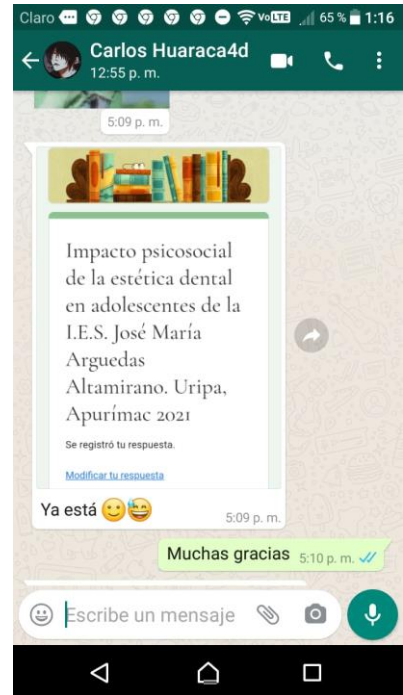 Claro VoLTE 65 % 1:16
Carlos Huaraca4d
12:55 p. m.
5:09 p. m.
Impacto psicosocial
de la estética dental
en adolescentes de la
I.E.S. José María
Arguedas
Altamirano. Uripa,
Apurímac 2021
Se registró tu respuesta.
Modificar tu respuesta
Ya está 🙂😅
5:09 p. m.
Muchas gracias 5:10 p. m.
Escribe un mensaje